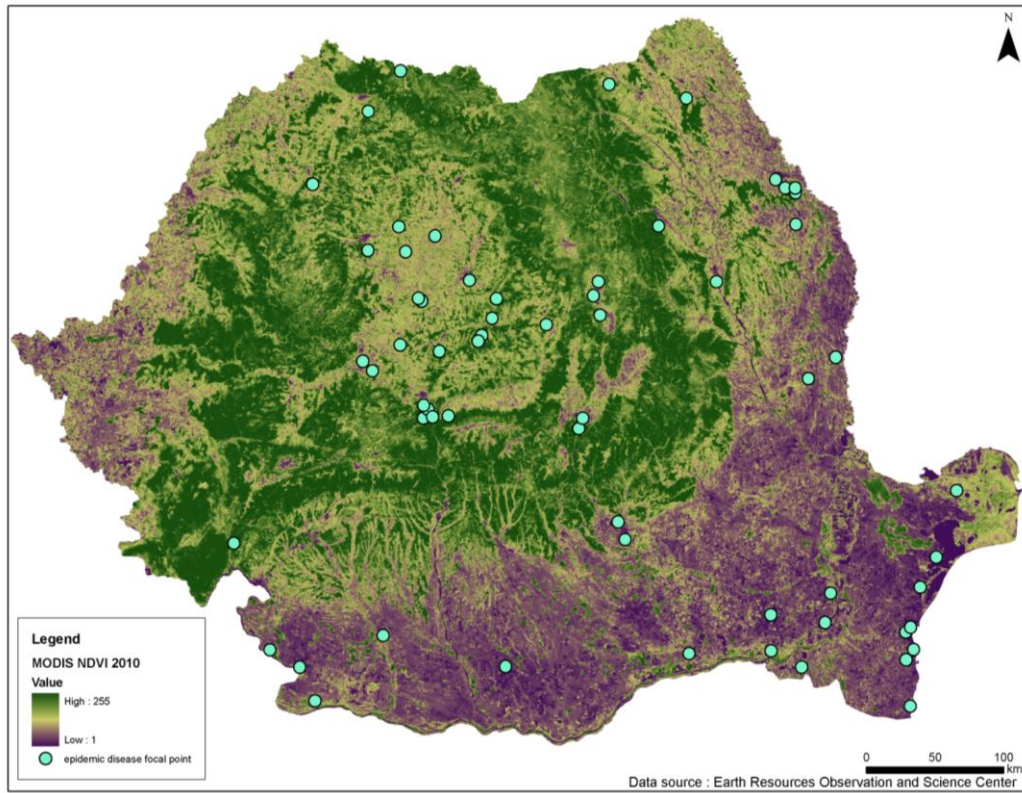 N
Legend
MODIS NDVI 2010
Value
High : 255
Low : 1
epidemic disease focal point
0 50 100
km
Data source : Earth Resources Observation and Science Center